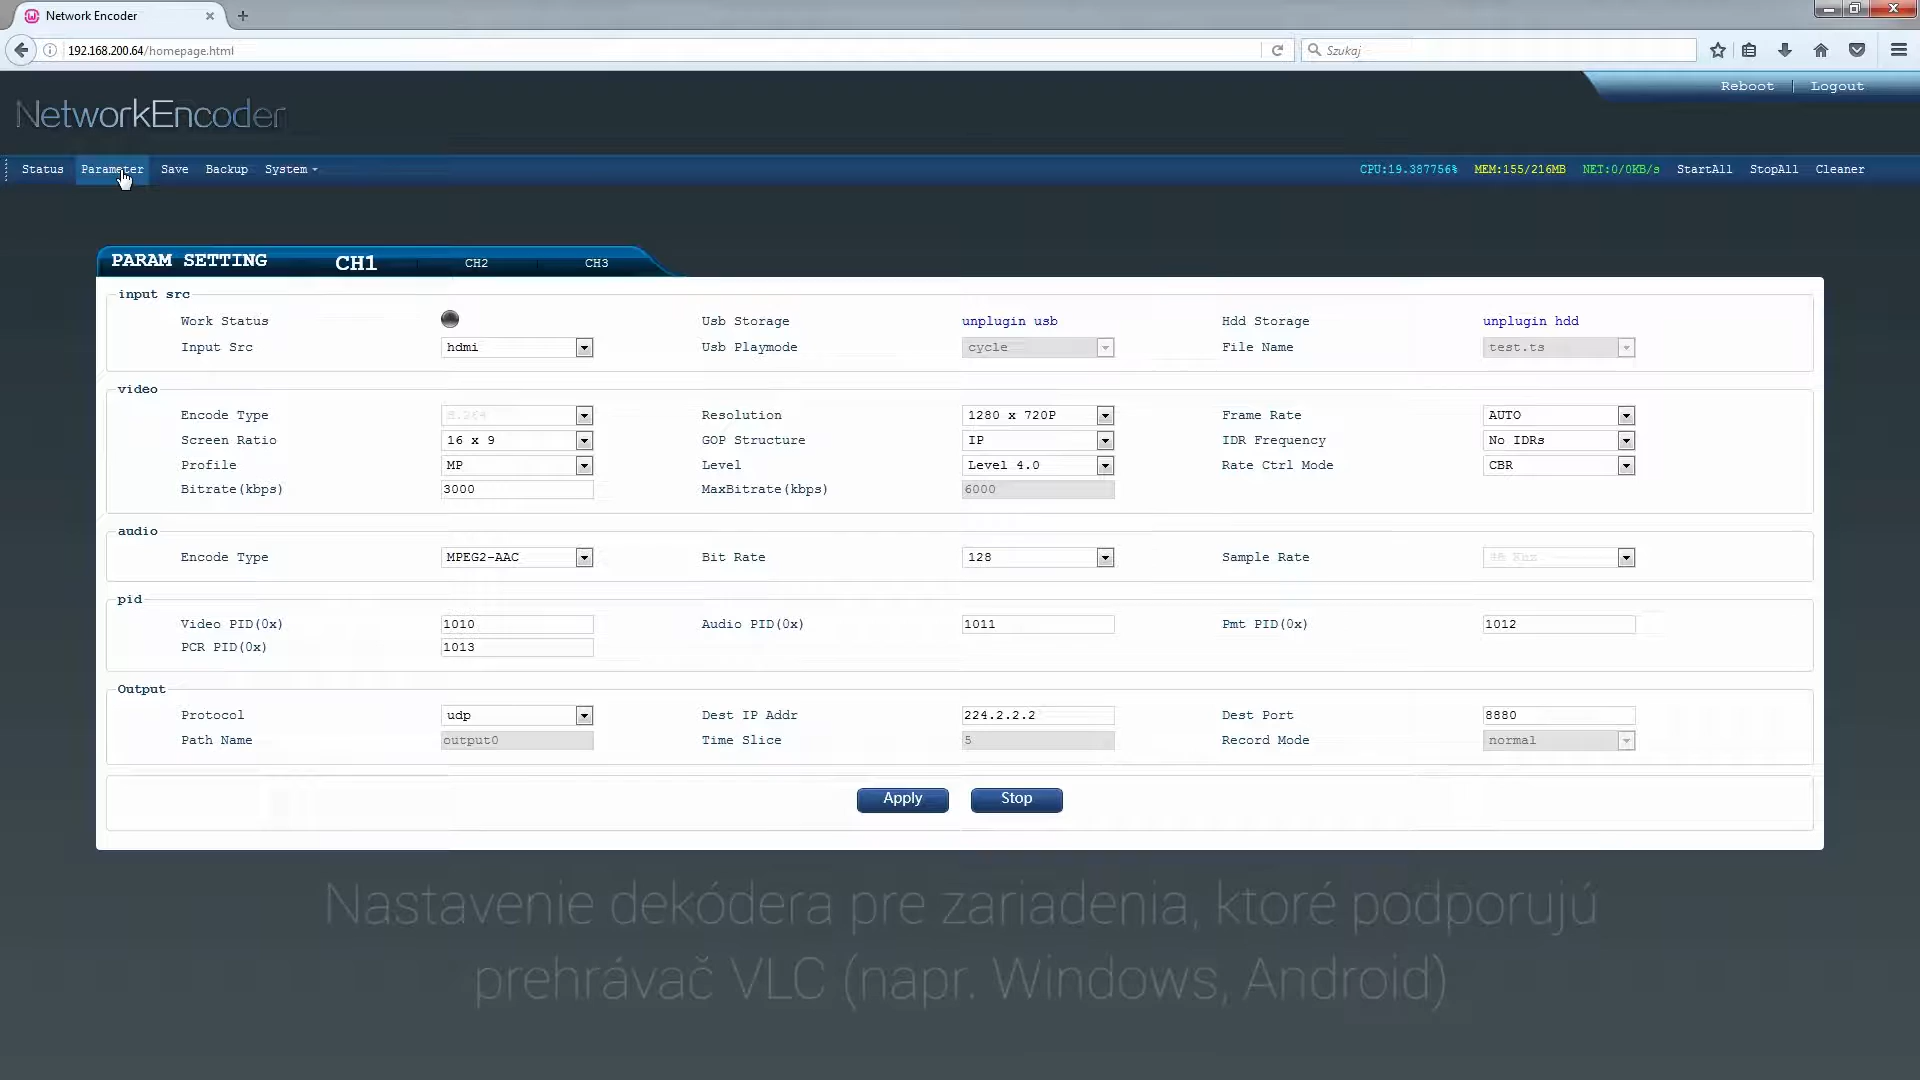 Network Encoder
192.168.200.64/homepage.html
Szukaj
Reboot Logout
NetworkEncoder
Status Parameter Save Backup System CPU:19.387756% MEM:155/216MB NET:0/0KB/s StartAll StopAll Cleaner
PARAM SETTING CH1 CH2 CH3
input src
Work Status Usb Storage unplugin usb Hdd Storage unplugin hdd
Input Src hdmi Usb Playmode cycle File Name test.ts
video
Encode Type H.264 Resolution 1280 x 720P Frame Rate AUTO
Screen Ratio 16 x 9 GOP Structure IP IDR Frequency No IDRs
Profile MP Level Level 4.0 Rate Ctrl Mode CBR
Bitrate(kbps) 3000 MaxBitrate(kbps) 6000
audio
Encode Type MPEG2-AAC Bit Rate 128 Sample Rate 48 Khz
pid
Video PID(0x) 1010 Audio PID(0x) 1011 Pmt PID(0x) 1012
PCR PID(0x) 1013
Output
Protocol udp Dest IP Addr 224.2.2.2 Dest Port 8880
Path Name output0 Time Slice 5 Record Mode normal
Apply Stop
Nastavenie dekódera pre zariadenia, ktoré podporujú
prehrávač VLC (napr. Windows, Android)